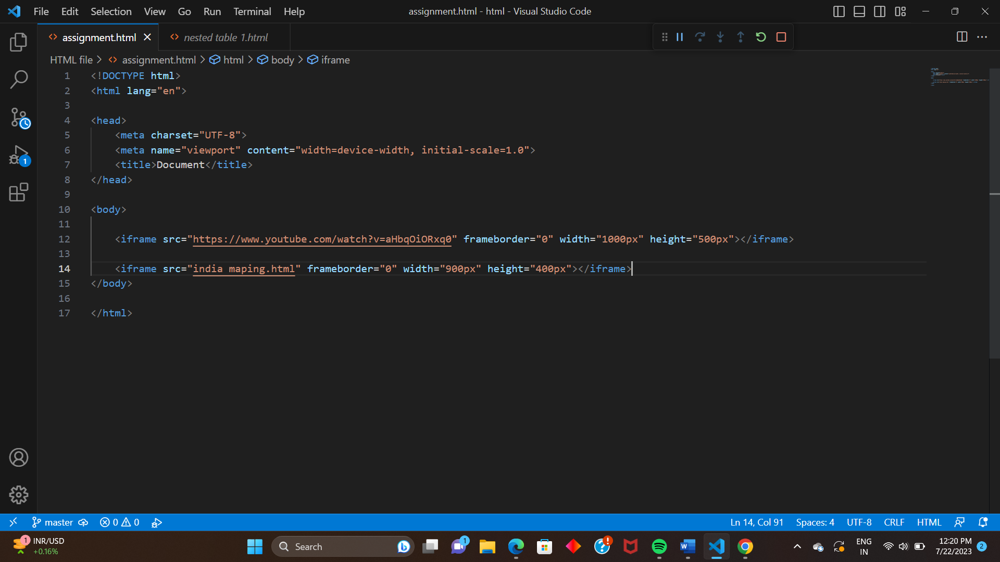 File Edit Selection View Go Run Terminal Help
assignment.html - html - Visual Studio Code
assignment.html
nested table 1.html
HTML file > assignment.html > html > body > iframe
1 <!DOCTYPE html>
2 <html lang="en">
3
4 <head>
5 <meta charset="UTF-8">
6 <meta name="viewport" content="width=device-width, initial-scale=1.0">
7 <title>Document</title>
8 </head>
9
10 <body>
11
12 <iframe src="https://www.youtube.com/watch?v=aHbqOiORxq0" frameborder="0" width="1000px" height="500px"></iframe>
13
14 <iframe src="india maping.html" frameborder="0" width="900px" height="400px"></iframe>
15 </body>
16
17 </html>
1
master 0 0
Ln 14, Col 91 Spaces: 4 UTF-8 CRLF HTML
1 INR/USD
+0.16%
Search
1
ENG
IN
12:20 PM
7/22/2023
2